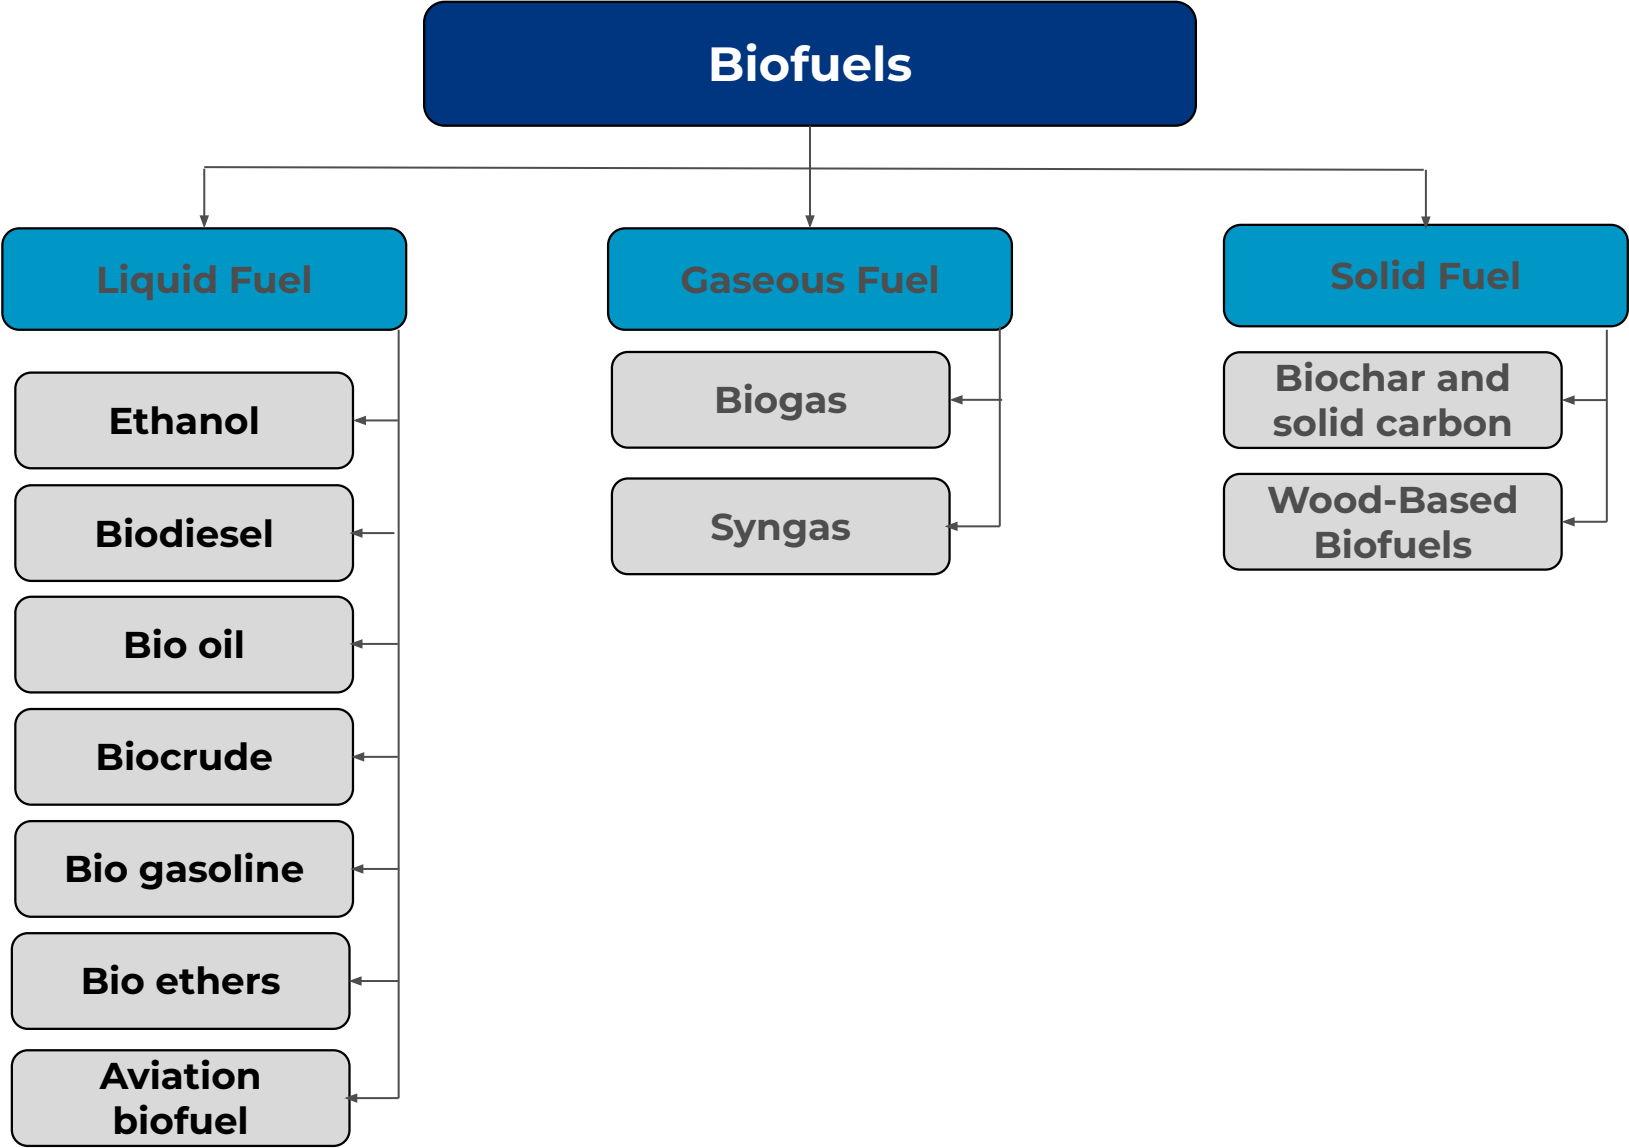 Biofuels
Liquid Fuel
Gaseous Fuel
Solid Fuel
Ethanol
Biodiesel
Bio oil
Biocrude
Bio gasoline
Bio ethers
Aviation
biofuel
Biogas
Syngas
Biochar and
solid carbon
Wood-Based
Biofuels